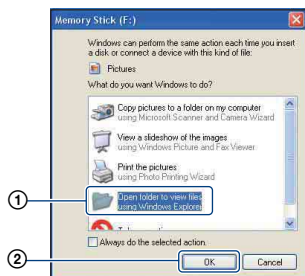 Memory Stick (F:)
Windows can perform the same action each time you insert
a disk or connect a device with this kind of file:
Pictures
What do you want Windows to do?
Copy pictures to a folder on my computer
using Microsoft Scanner and Camera Wizard
View a slideshow of the images
using Windows Picture and Fax Viewer
Print the pictures
using Photo Printing Wizard
① Open folder to view files
using Windows Explorer
Always do the selected action.
② OK Cancel